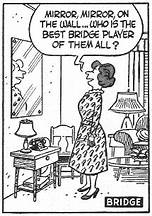 MIRROR, MIRROR, ON
THE WALL... WHO IS THE
BEST BRIDGE PLAYER
OF THEM ALL?
BRIDGE